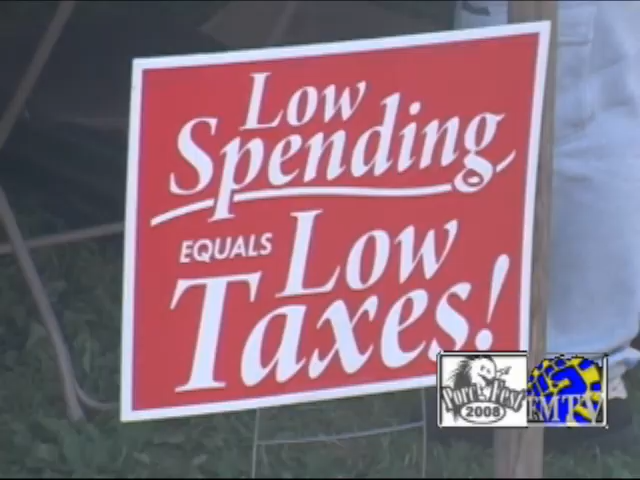 Low
Spending
EQUALS Low
Taxes!
PorcFest
2008
FMTV